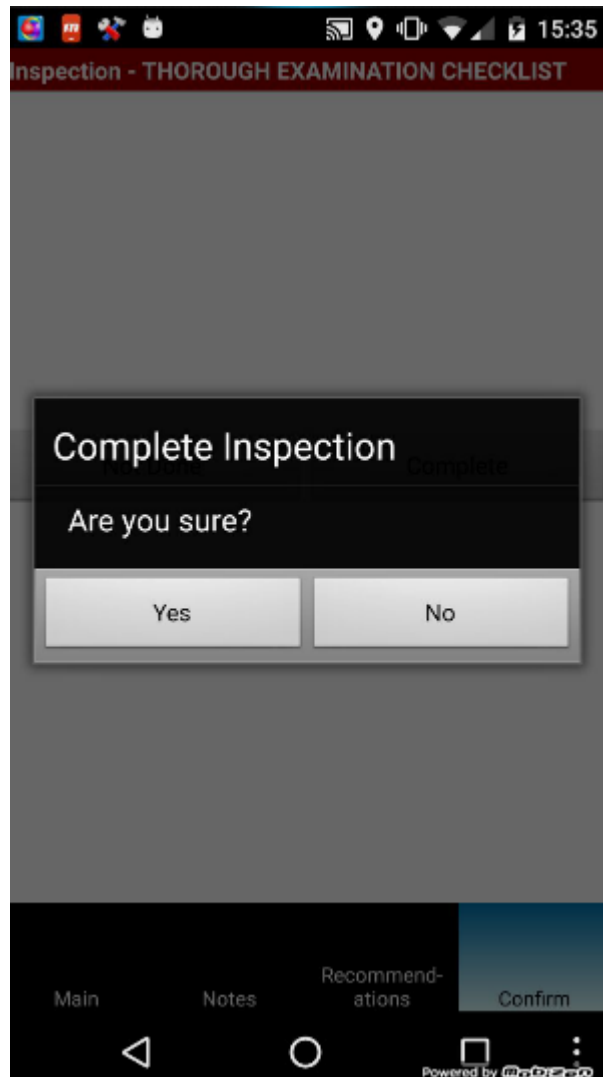 15:35
Inspection - THOROUGH EXAMINATION CHECKLIST
Complete Inspection
Complete
Are you sure?
Yes
No
Main
Notes
Recommend-
ations
Confirm
Powered by